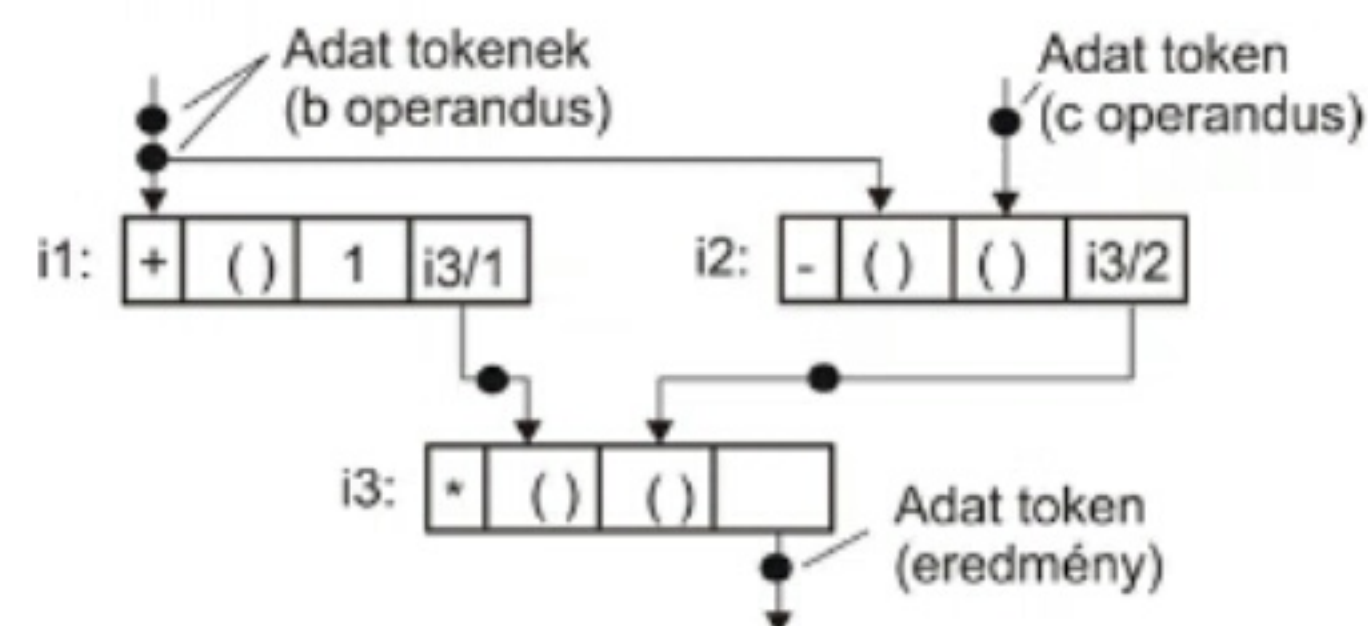 Adat tokenek
(b operandus)
Adat token
(c operandus)
i1: + ( ) 1 i3/1
i2: - ( ) ( ) i3/2
i3: * ( ) ( )
Adat token
(eredmény)